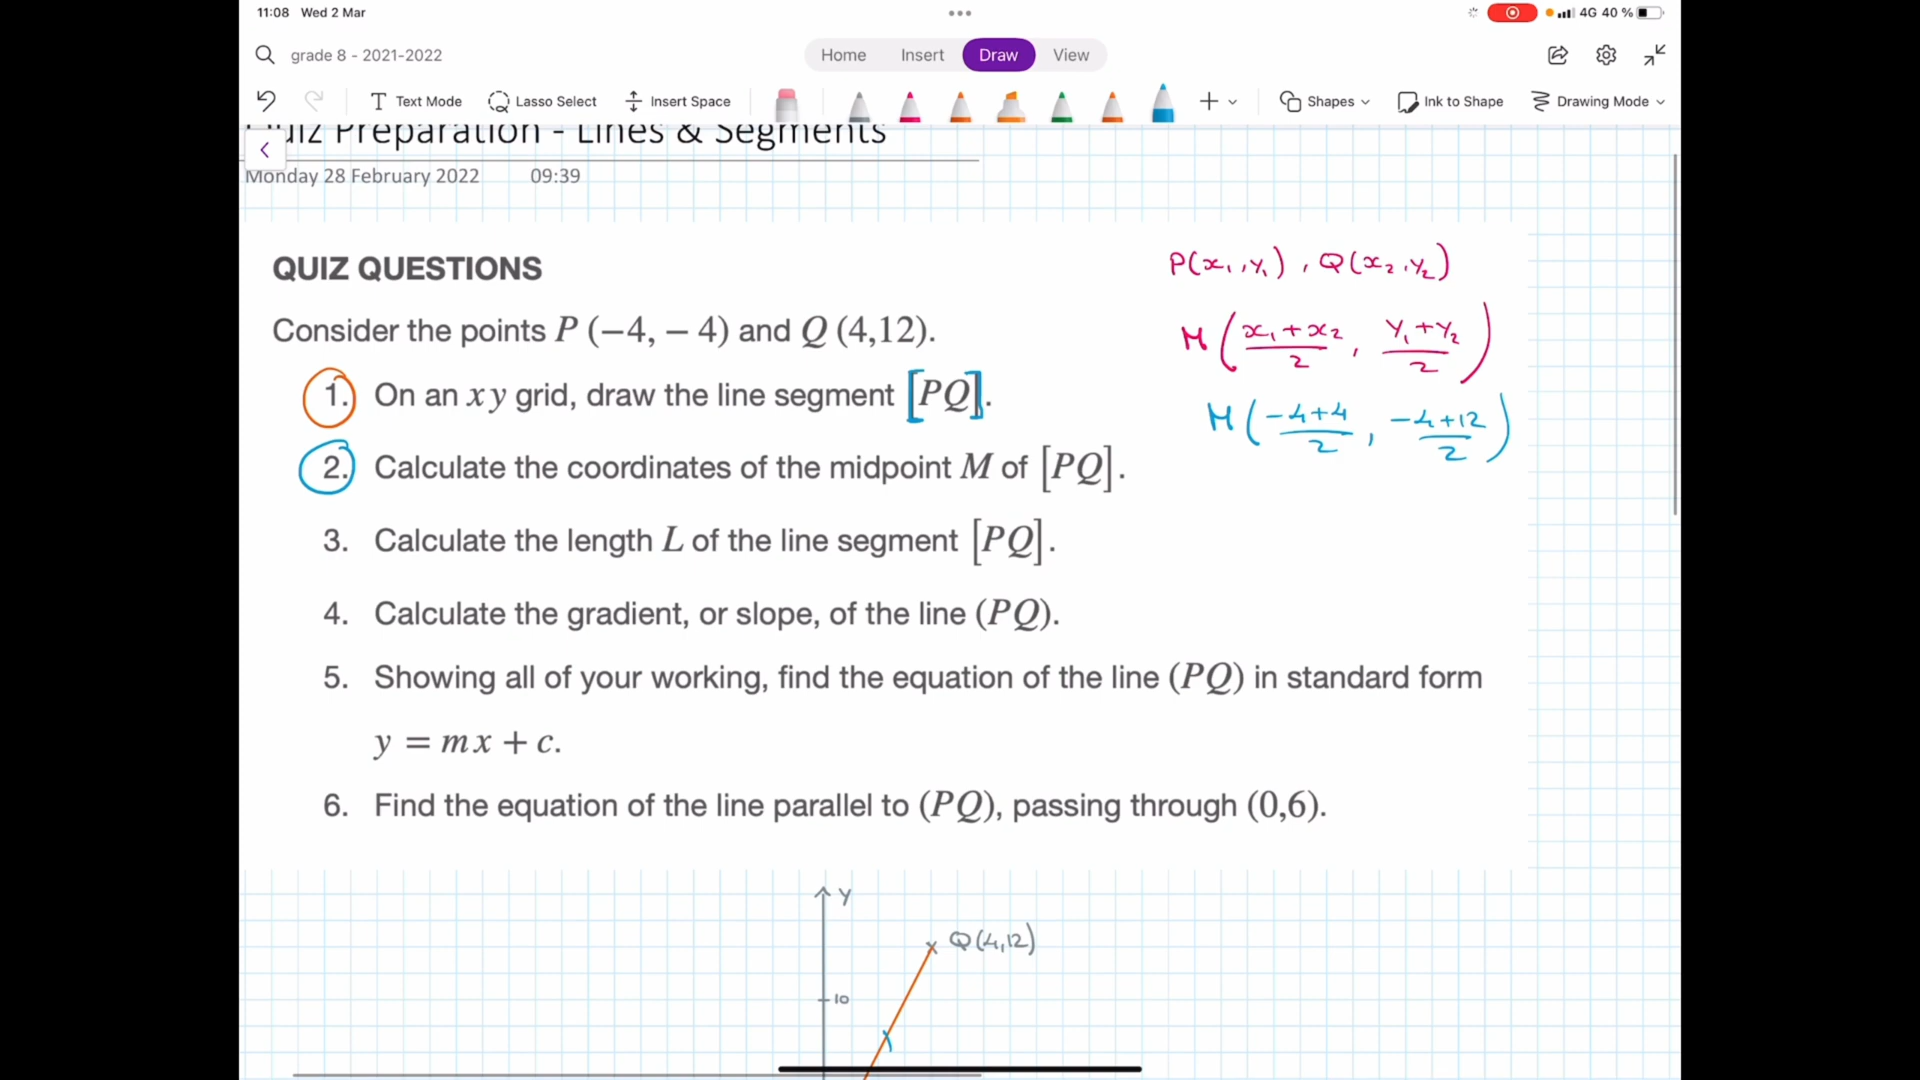 11:08 Wed 2 Mar
4G 40 %
grade 8 - 2021-2022
Home Insert Draw View
Text Mode Lasso Select Insert Space Shapes Ink to Shape Drawing Mode
Quiz Preparation - Lines & Segments
Monday 28 February 2022 09:39
QUIZ QUESTIONS
P(x₁,y₁), Q(x₂,y₂)
Consider the points P (−4, − 4) and Q (4,12).
M((x₁+x₂)/2, (y₁+y₂)/2)
1. On an xy grid, draw the line segment [PQ].
M((-4+4)/2, (-4+12)/2)
2. Calculate the coordinates of the midpoint M of [PQ].
3. Calculate the length L of the line segment [PQ].
4. Calculate the gradient, or slope, of the line (PQ).
5. Showing all of your working, find the equation of the line (PQ) in standard form
y = mx + c.
6. Find the equation of the line parallel to (PQ), passing through (0,6).
y
Q(4,12)
10